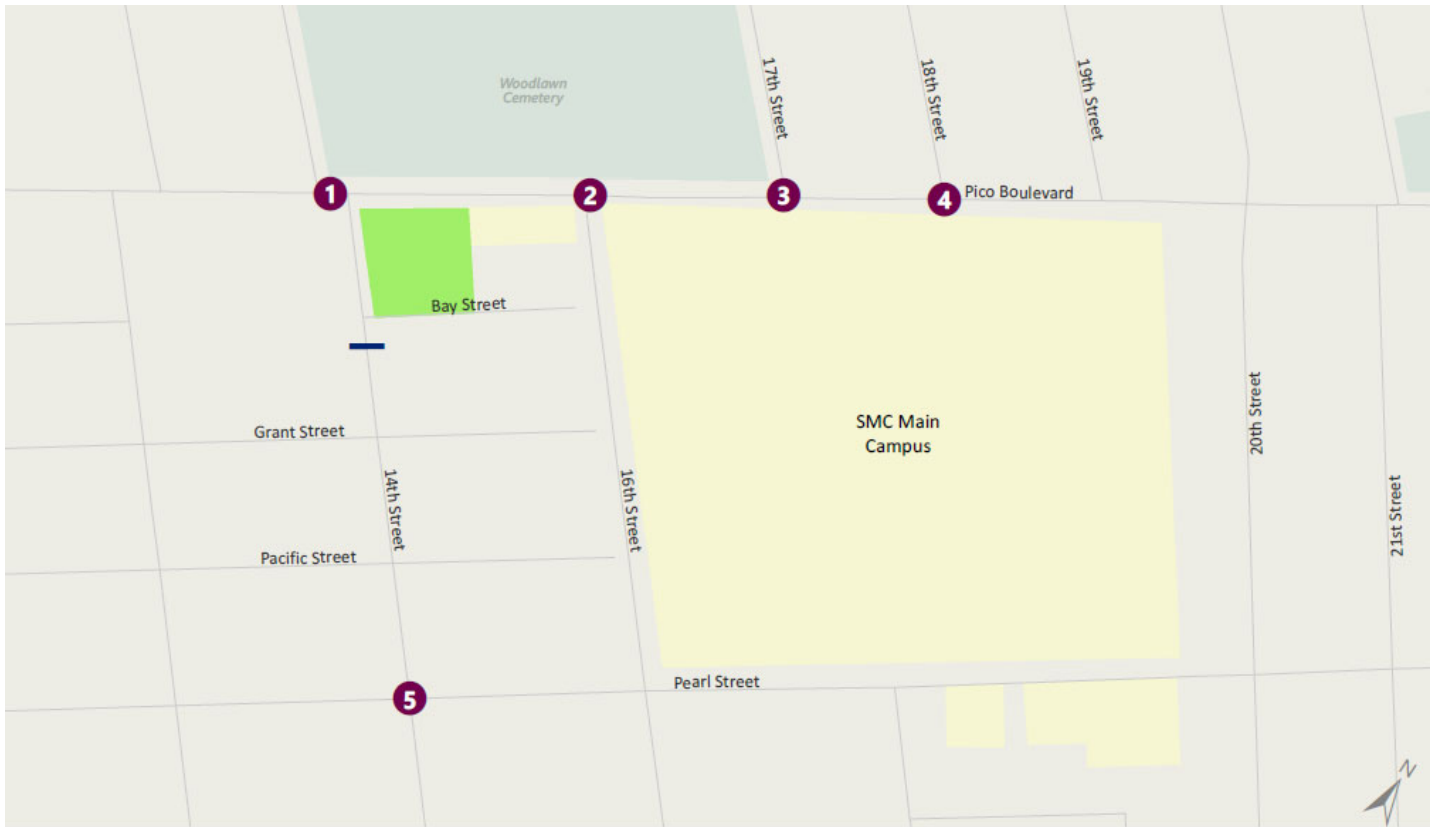 Woodlawn
Cemetery
17th Street
18th Street
19th Street
1
2
3
4
Pico Boulevard
Bay Street
SMC Main
Campus
20th Street
Grant Street
14th Street
16th Street
21st Street
Pacific Street
Pearl Street
5
N